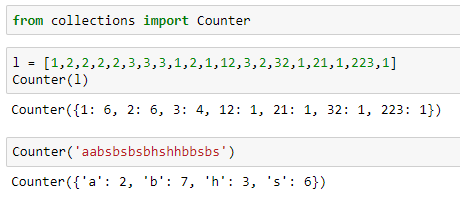 from collections import Counter
l = [1,2,2,2,2,3,3,3,1,2,1,12,3,2,32,1,21,1,223,1]
Counter(l)
Counter({1: 6, 2: 6, 3: 4, 12: 1, 21: 1, 32: 1, 223: 1})
Counter('aabsbsbsbhshhbbsbs')
Counter({'a': 2, 'b': 7, 'h': 3, 's': 6})